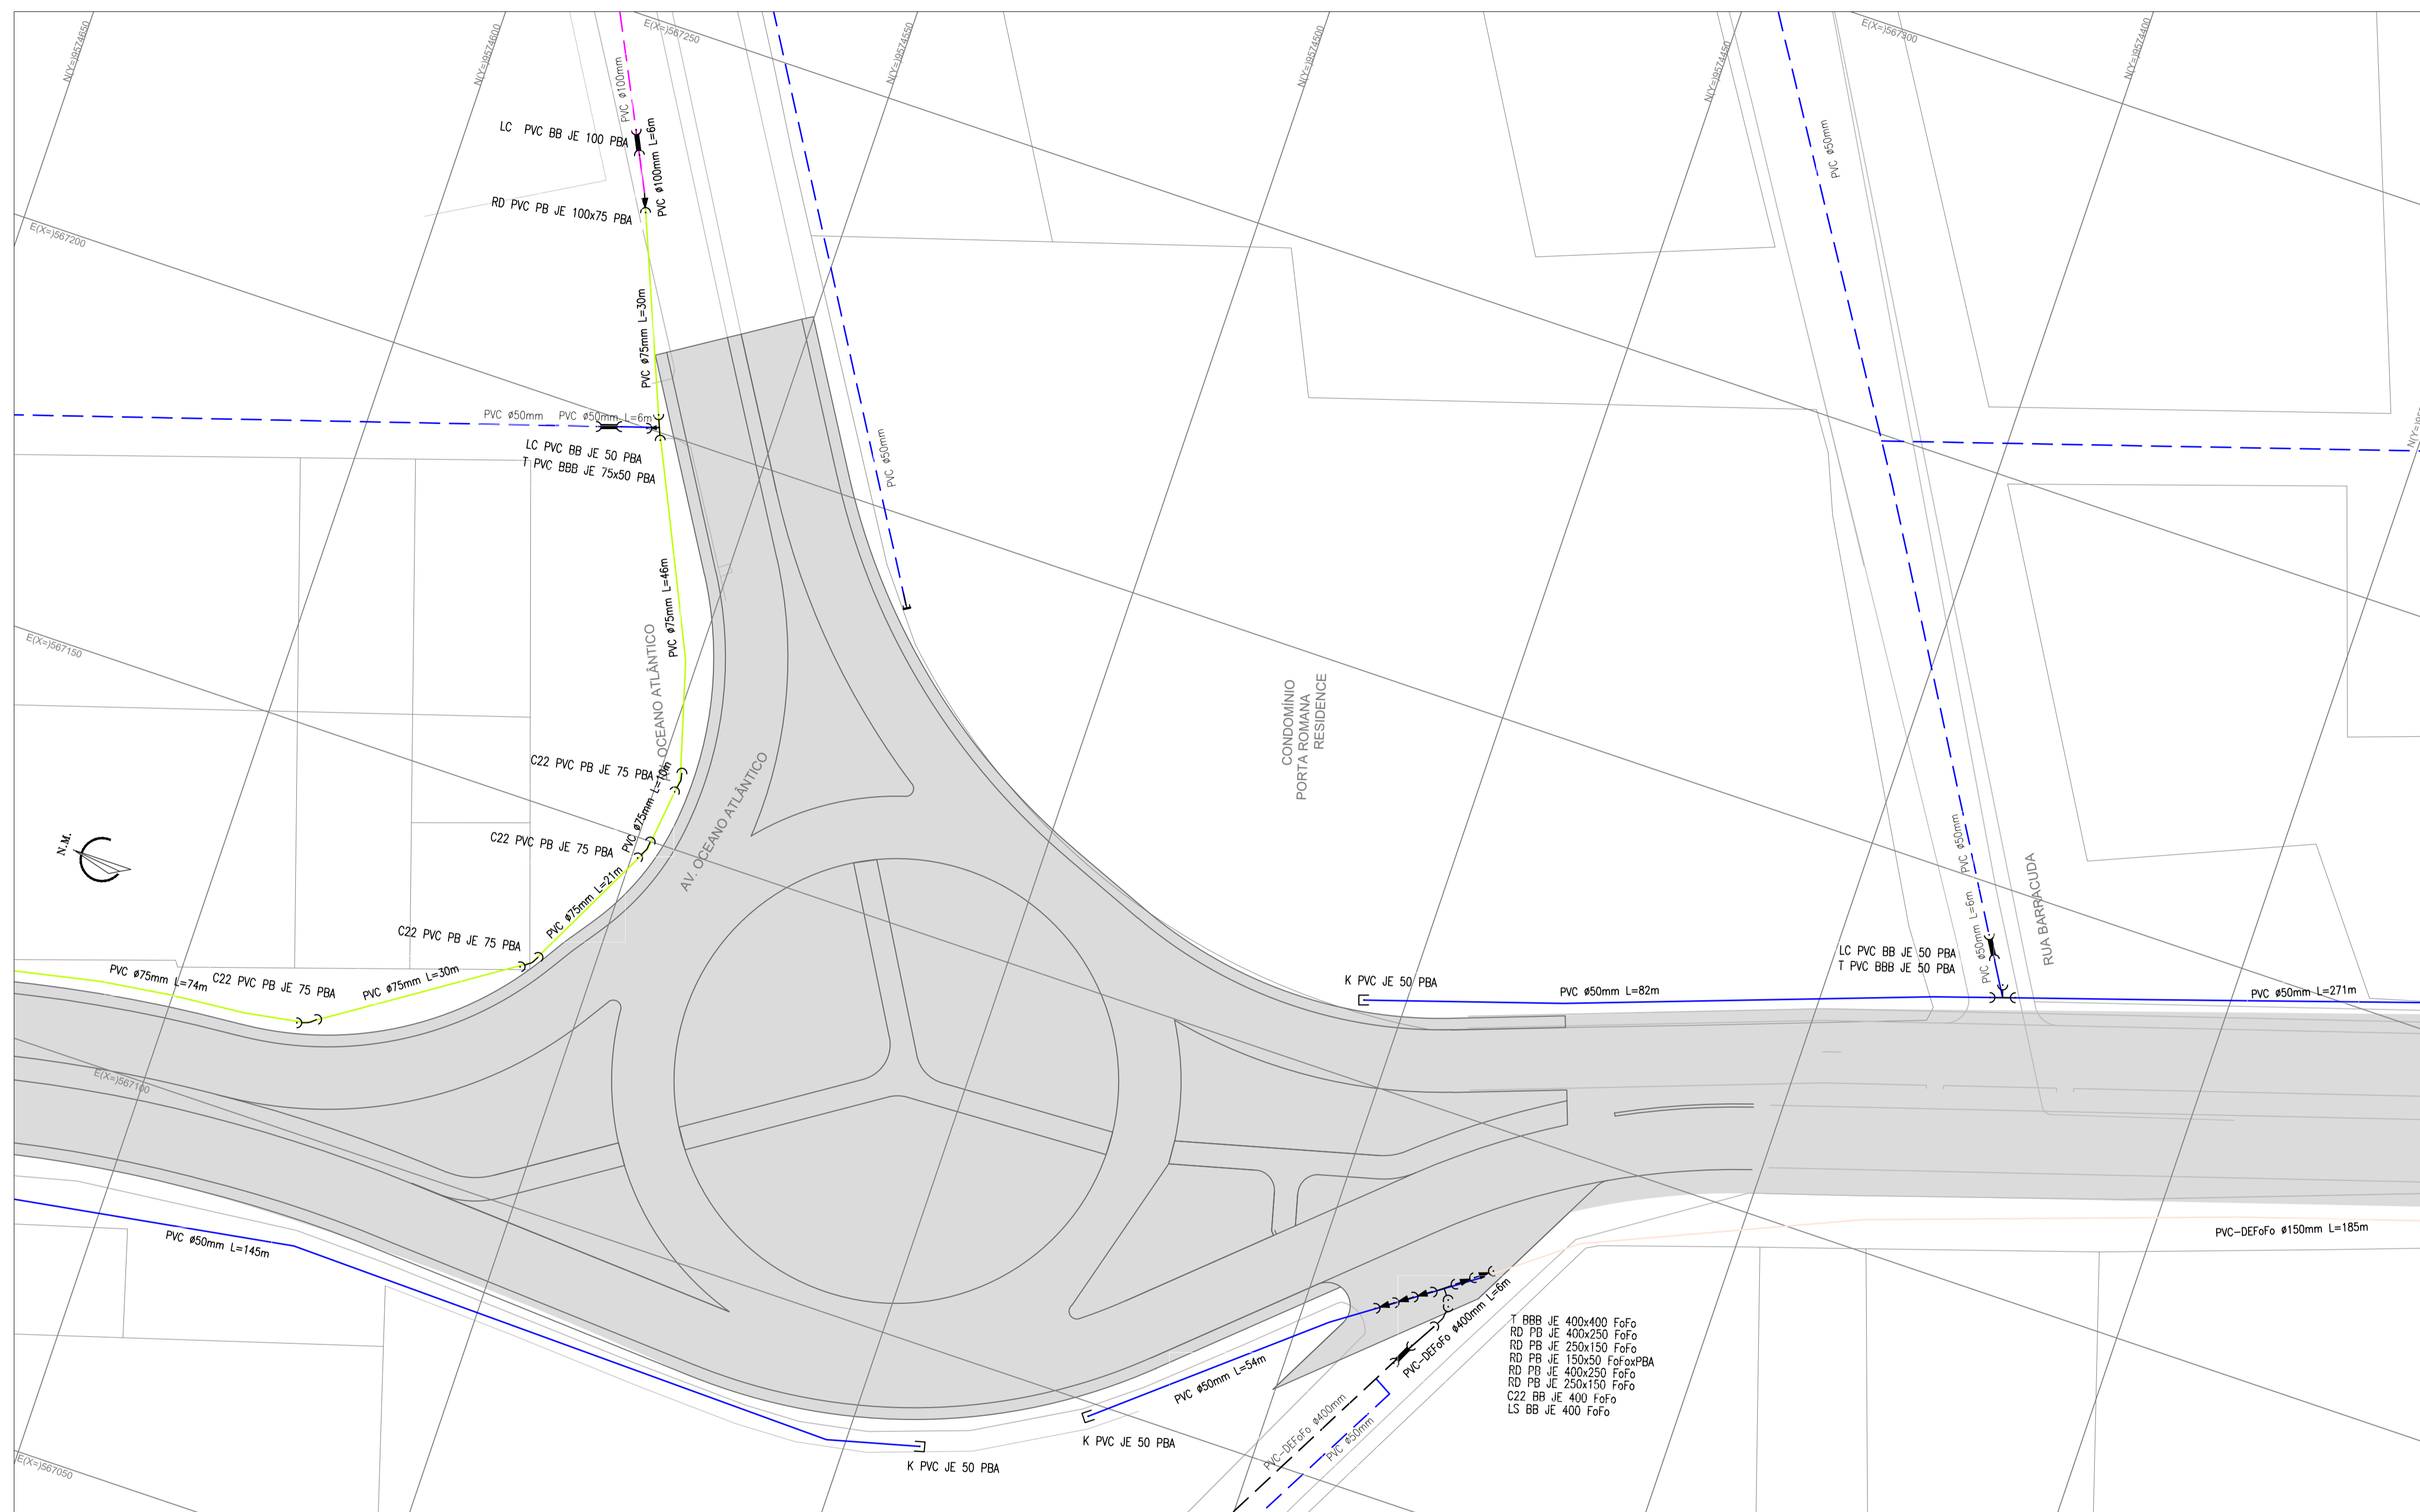 N(Y=)9574650
N(Y=)9574600
E(X=)567250
N(Y=)9574550
N(Y=)9574500
N(Y=)9574450
E(X=)567300
N(Y=)9574400
PVC ø100mm
LC PVC BB JE 100 PBA
PVC ø100mm L=6m
RD PVC PB JE 100x75 PBA
PVC ø50mm
E(X=)567200
PVC ø75mm L=30m
PVC ø50mm
PVC ø50mm L=6m
LC PVC BB JE 50 PBA
T PVC BBB JE 75x50 PBA
PVC ø50mm
PVC ø75mm L=46m
E(X=)567150
AV. OCEANO ATLÂNTICO
CONDOMÍNIO
PORTA ROMANA
RESIDENCE
C22 PVC PB JE 75 PBA
PVC ø75mm L=10m
AV. OCEANO ATLÂNTICO
N.M.
C22 PVC PB JE 75 PBA
PVC ø75mm L=21m
PVC ø50mm
RUA BARRACUDA
PVC ø50mm L=6m
C22 PVC PB JE 75 PBA
LC PVC BB JE 50 PBA
T PVC BBB JE 50 PBA
PVC ø75mm L=74m
C22 PVC PB JE 75 PBA
PVC ø75mm L=30m
K PVC JE 50 PBA
PVC ø50mm L=82m
PVC ø50mm L=271m
E(X=)567100
PVC ø50mm L=145m
PVC-DEFoFo ø150mm L=185m
PVC-DEFoFo ø400mm L=6m
T BBB JE 400x400 FoFo
RD PB JE 400x250 FoFo
RD PB JE 250x150 FoFo
RD PB JE 150x50 FoFoxPBA
RD PB JE 400x250 FoFo
RD PB JE 250x150 FoFo
C22 BB JE 400 FoFo
LS BB JE 400 FoFo
PVC ø50mm L=54m
PVC-DEFoFo ø400mm
PVC ø50mm
K PVC JE 50 PBA
K PVC JE 50 PBA
E(X=)567050